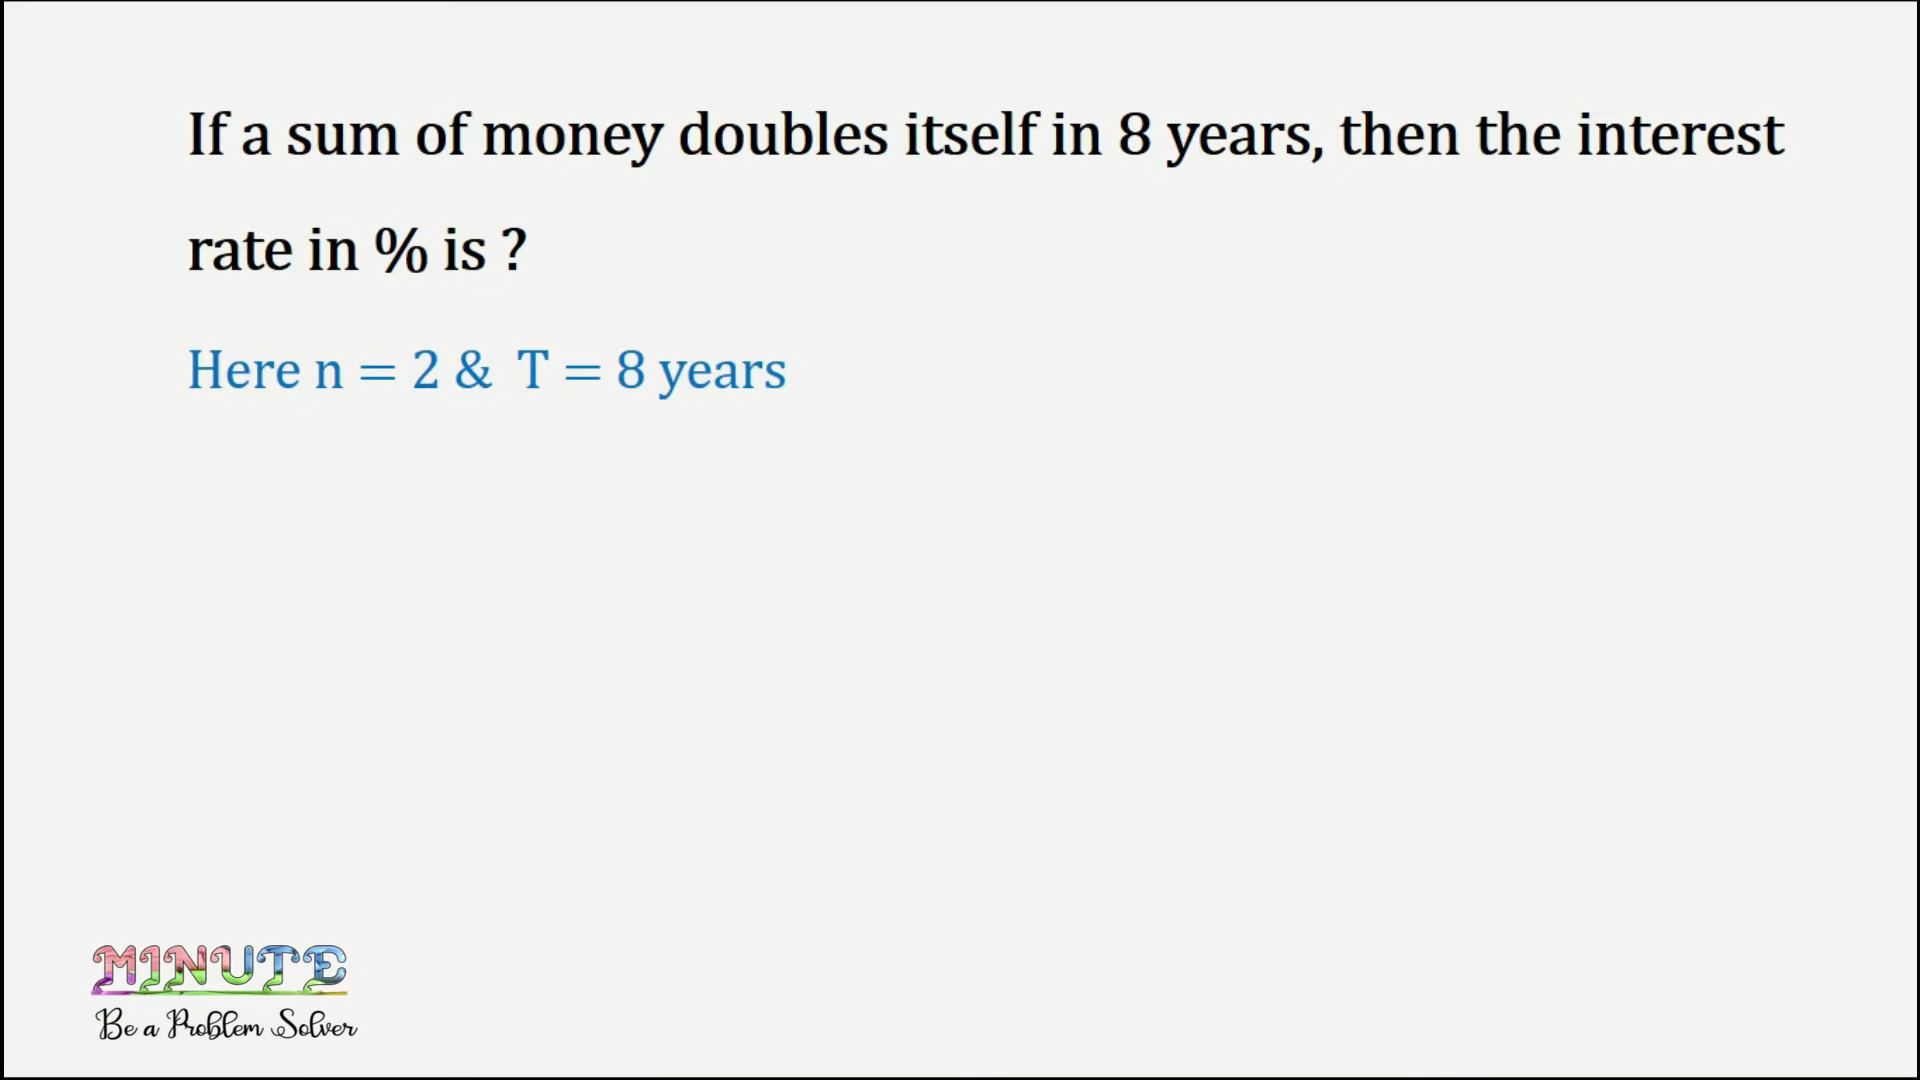 If a sum of money doubles itself in 8 years, then the interest
rate in % is ?
Here n = 2 & T = 8 years
MINUTE
Be a Problem Solver